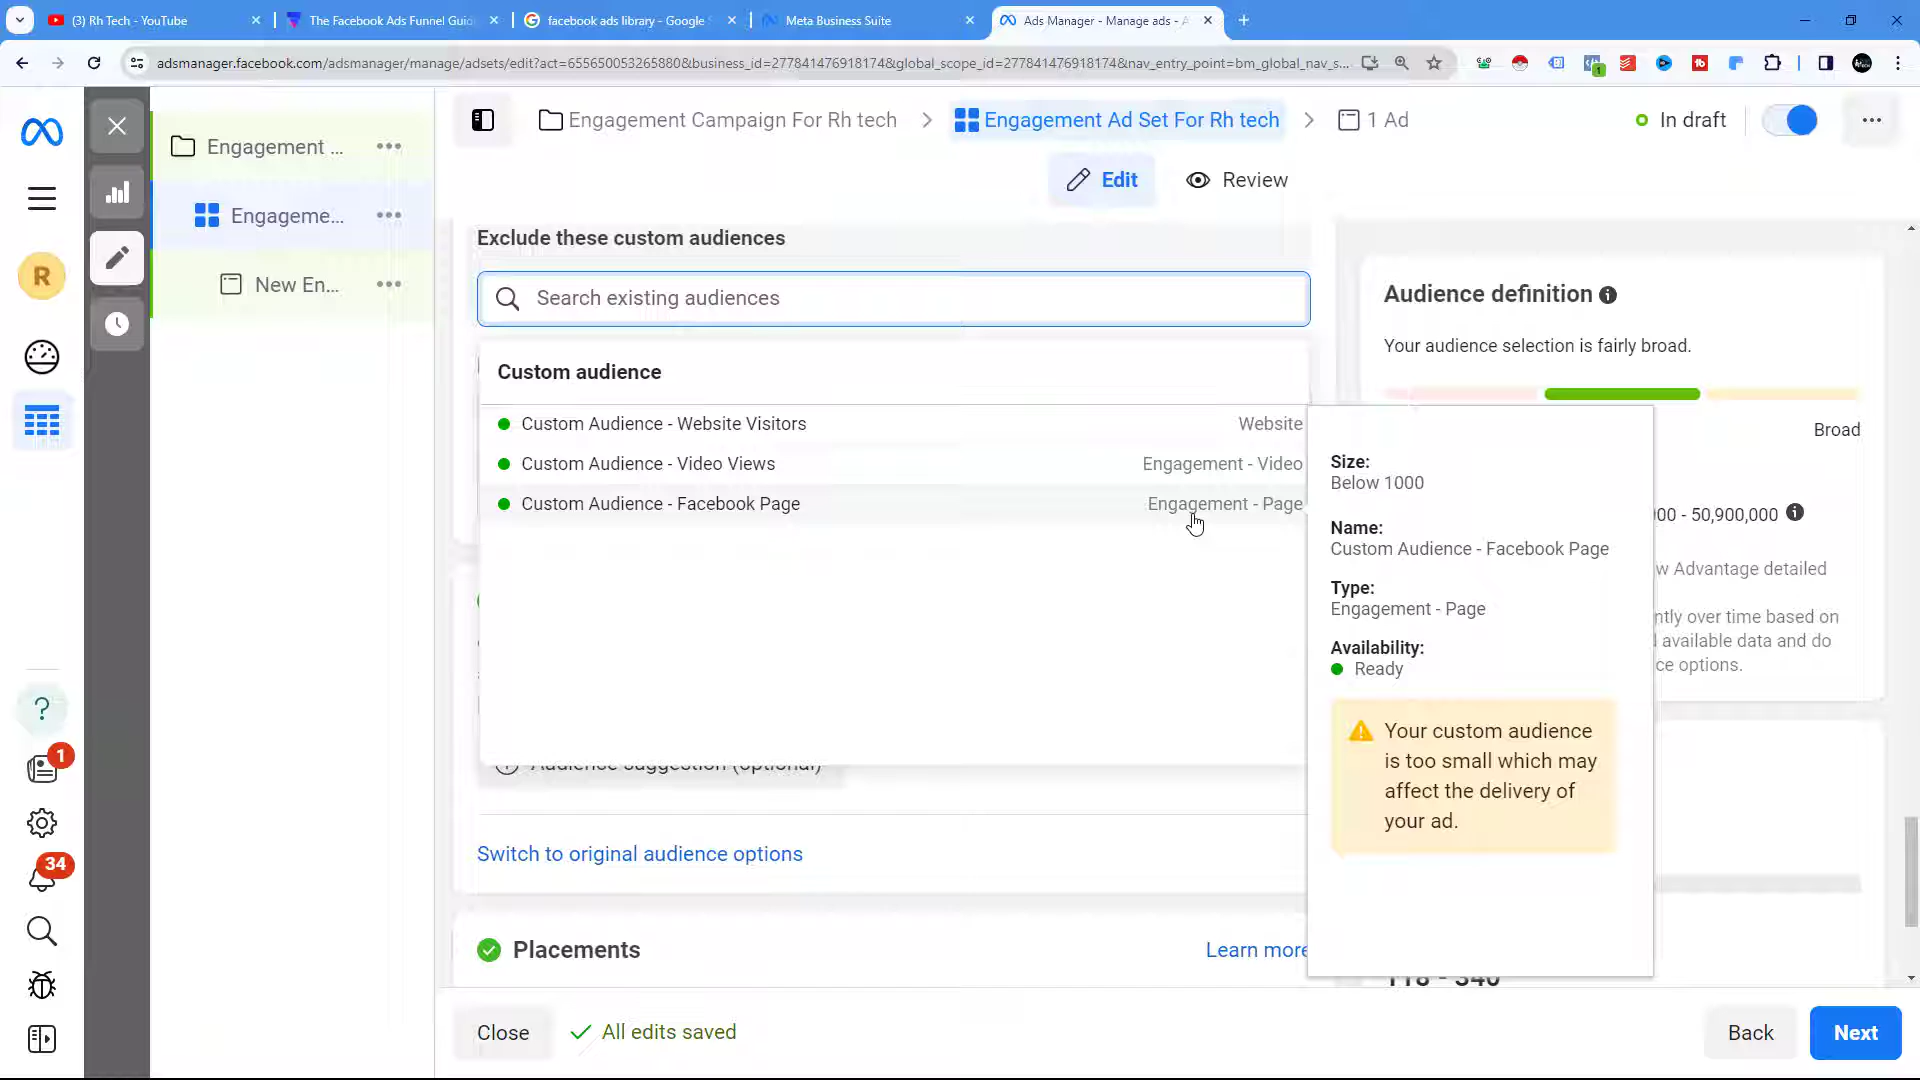 (3) Rh Tech - YouTube
The Facebook Ads Funnel Guid
facebook ads library - Google
Meta Business Suite
Ads Manager - Manage ads - A
adsmanager.facebook.com/adsmanager/manage/adsets/edit?act=655650053265880&business_id=277841476918174&global_scope_id=277841476918174&nav_entry_point=bm_global_nav_s...
1
Engagement Campaign For Rh tech
Engagement Ad Set For Rh tech
1 Ad
In draft
Engagement ...
Engageme...
New En...
R
Edit
Review
Exclude these custom audiences
Search existing audiences
Custom audience
Custom Audience - Website Visitors
Website
Custom Audience - Video Views
Engagement - Video
Custom Audience - Facebook Page
Engagement - Page
Audience definition
Your audience selection is fairly broad.
Broad
Size:
Below 1000
Name:
Custom Audience - Facebook Page
Type:
Engagement - Page
Availability:
Ready
Your custom audience
is too small which may
affect the delivery of
your ad.
00 - 50,900,000
w Advantage detailed
ntly over time based on
available data and do
ce options.
Audience suggestion (optional)
Switch to original audience options
Placements
Learn more
118 - 340
?
1
34
Close
All edits saved
Back
Next